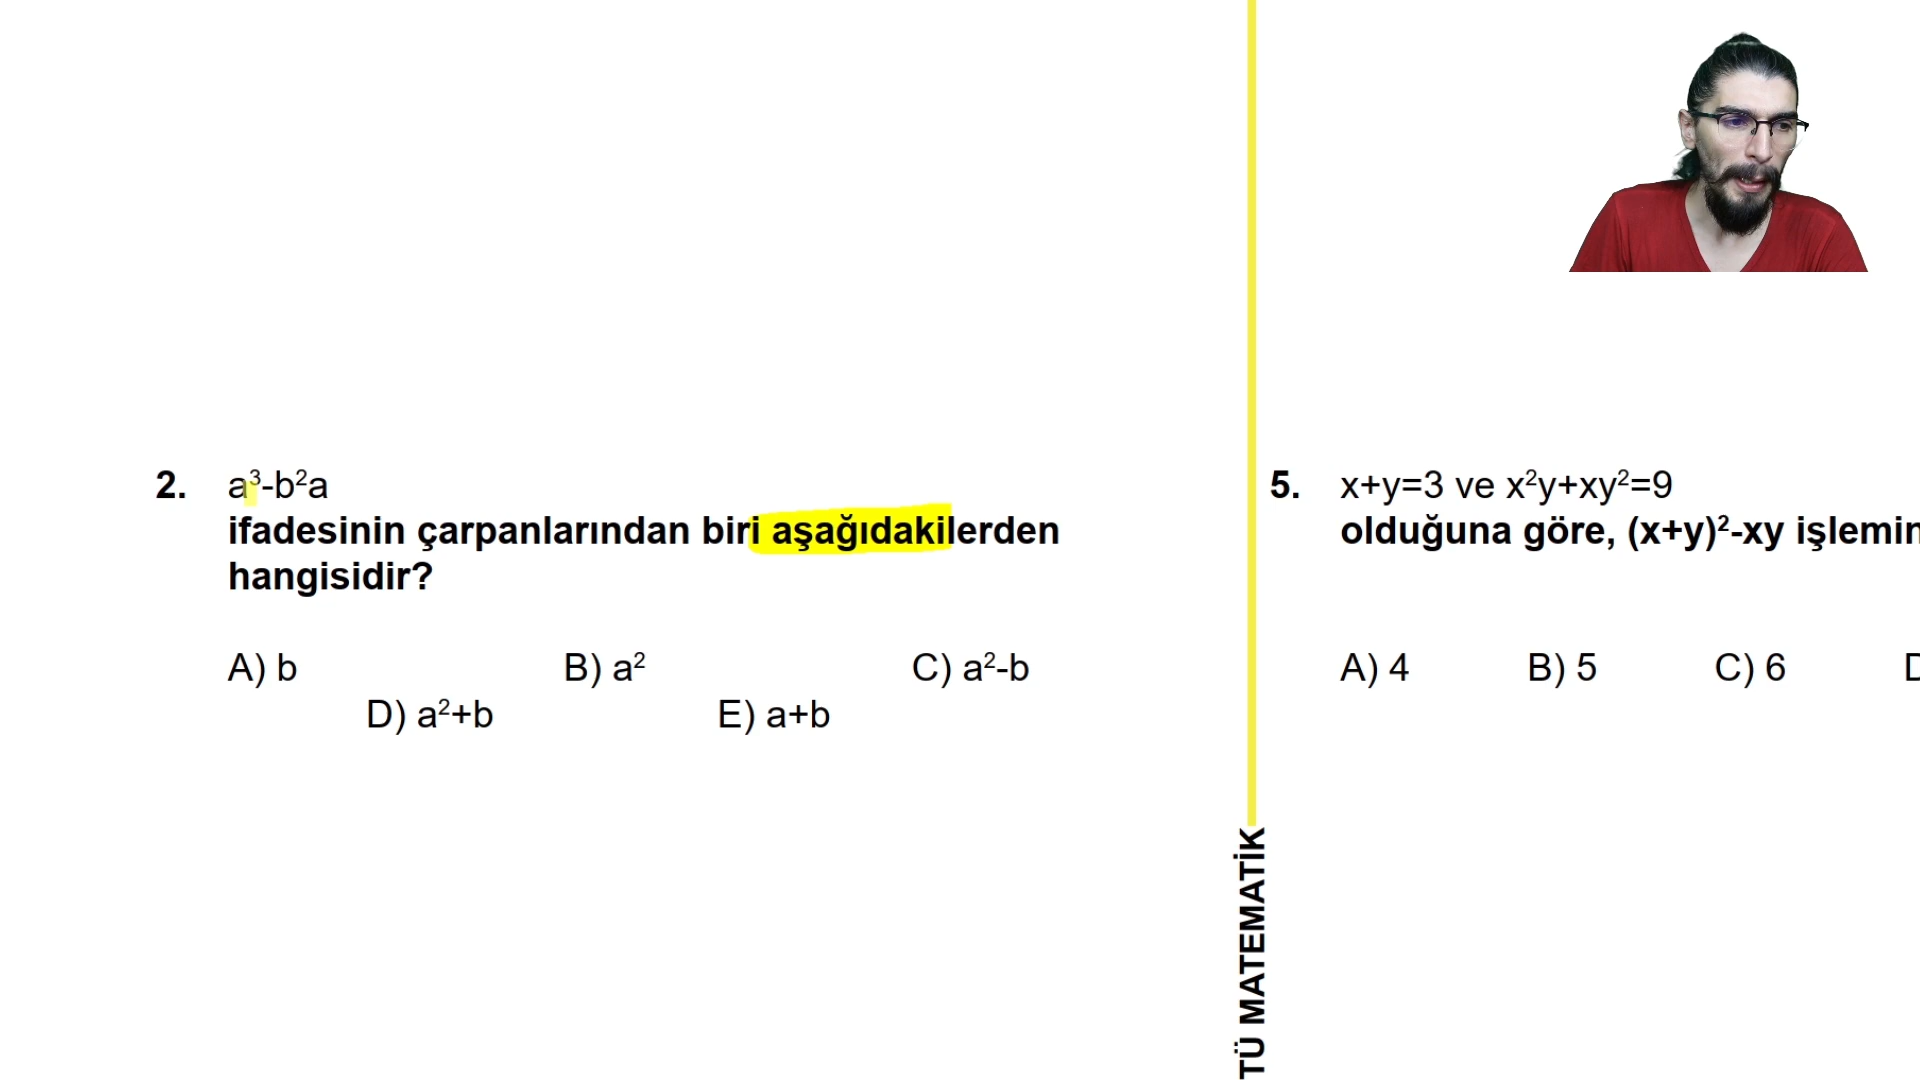 2. a³-b²a
ifadesinin çarpanlarından biri aşağıdakilerden
hangisidir?
A) b B) a² C) a²-b
D) a²+b E) a+b
5. x+y=3 ve x²y+xy²=9
olduğuna göre, (x+y)²-xy işlemin
A) 4 B) 5 C) 6
TÜ MATEMATİK